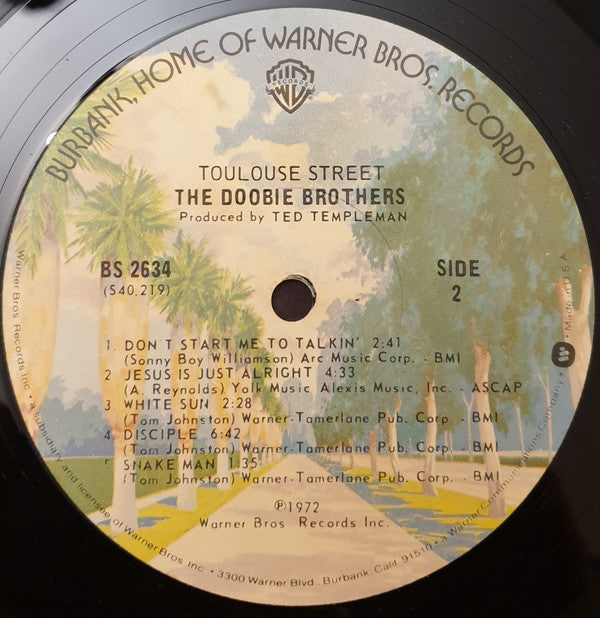 BURBANK, HOME OF WARNER BROS. RECORDS
WB
RECORDS
TOULOUSE STREET
THE DOOBIE BROTHERS
Produced by TED TEMPLEMAN
BS 2634
(S40,219)
SIDE
2
1. DON'T START ME TO TALKIN' 2:41
(Sonny Boy Williamson) Arc Music Corp. - BMI
2. JESUS IS JUST ALRIGHT 4:33
(A. Reynolds) Yolk Music Alexis Music, Inc. - ASCAP
3. WHITE SUN 2:28
(Tom Johnston) Warner-Tamerlane Pub. Corp. - BMI
4. DISCIPLE 6:42
(Tom Johnston) Warner-Tamerlane Pub. Corp. - BMI
SNAKE MAN 1:35
(Tom Johnston) Warner-Tamerlane Pub. Corp. - BMI
℗1972
Warner Bros. Records Inc.
Warner Bros. Records Inc. • a subsidiary and licensee of Warner Bros. Inc. • 3300 Warner Blvd., Burbank, Calif. 91510 • a Warner Communications Company • Made in U.S.A.